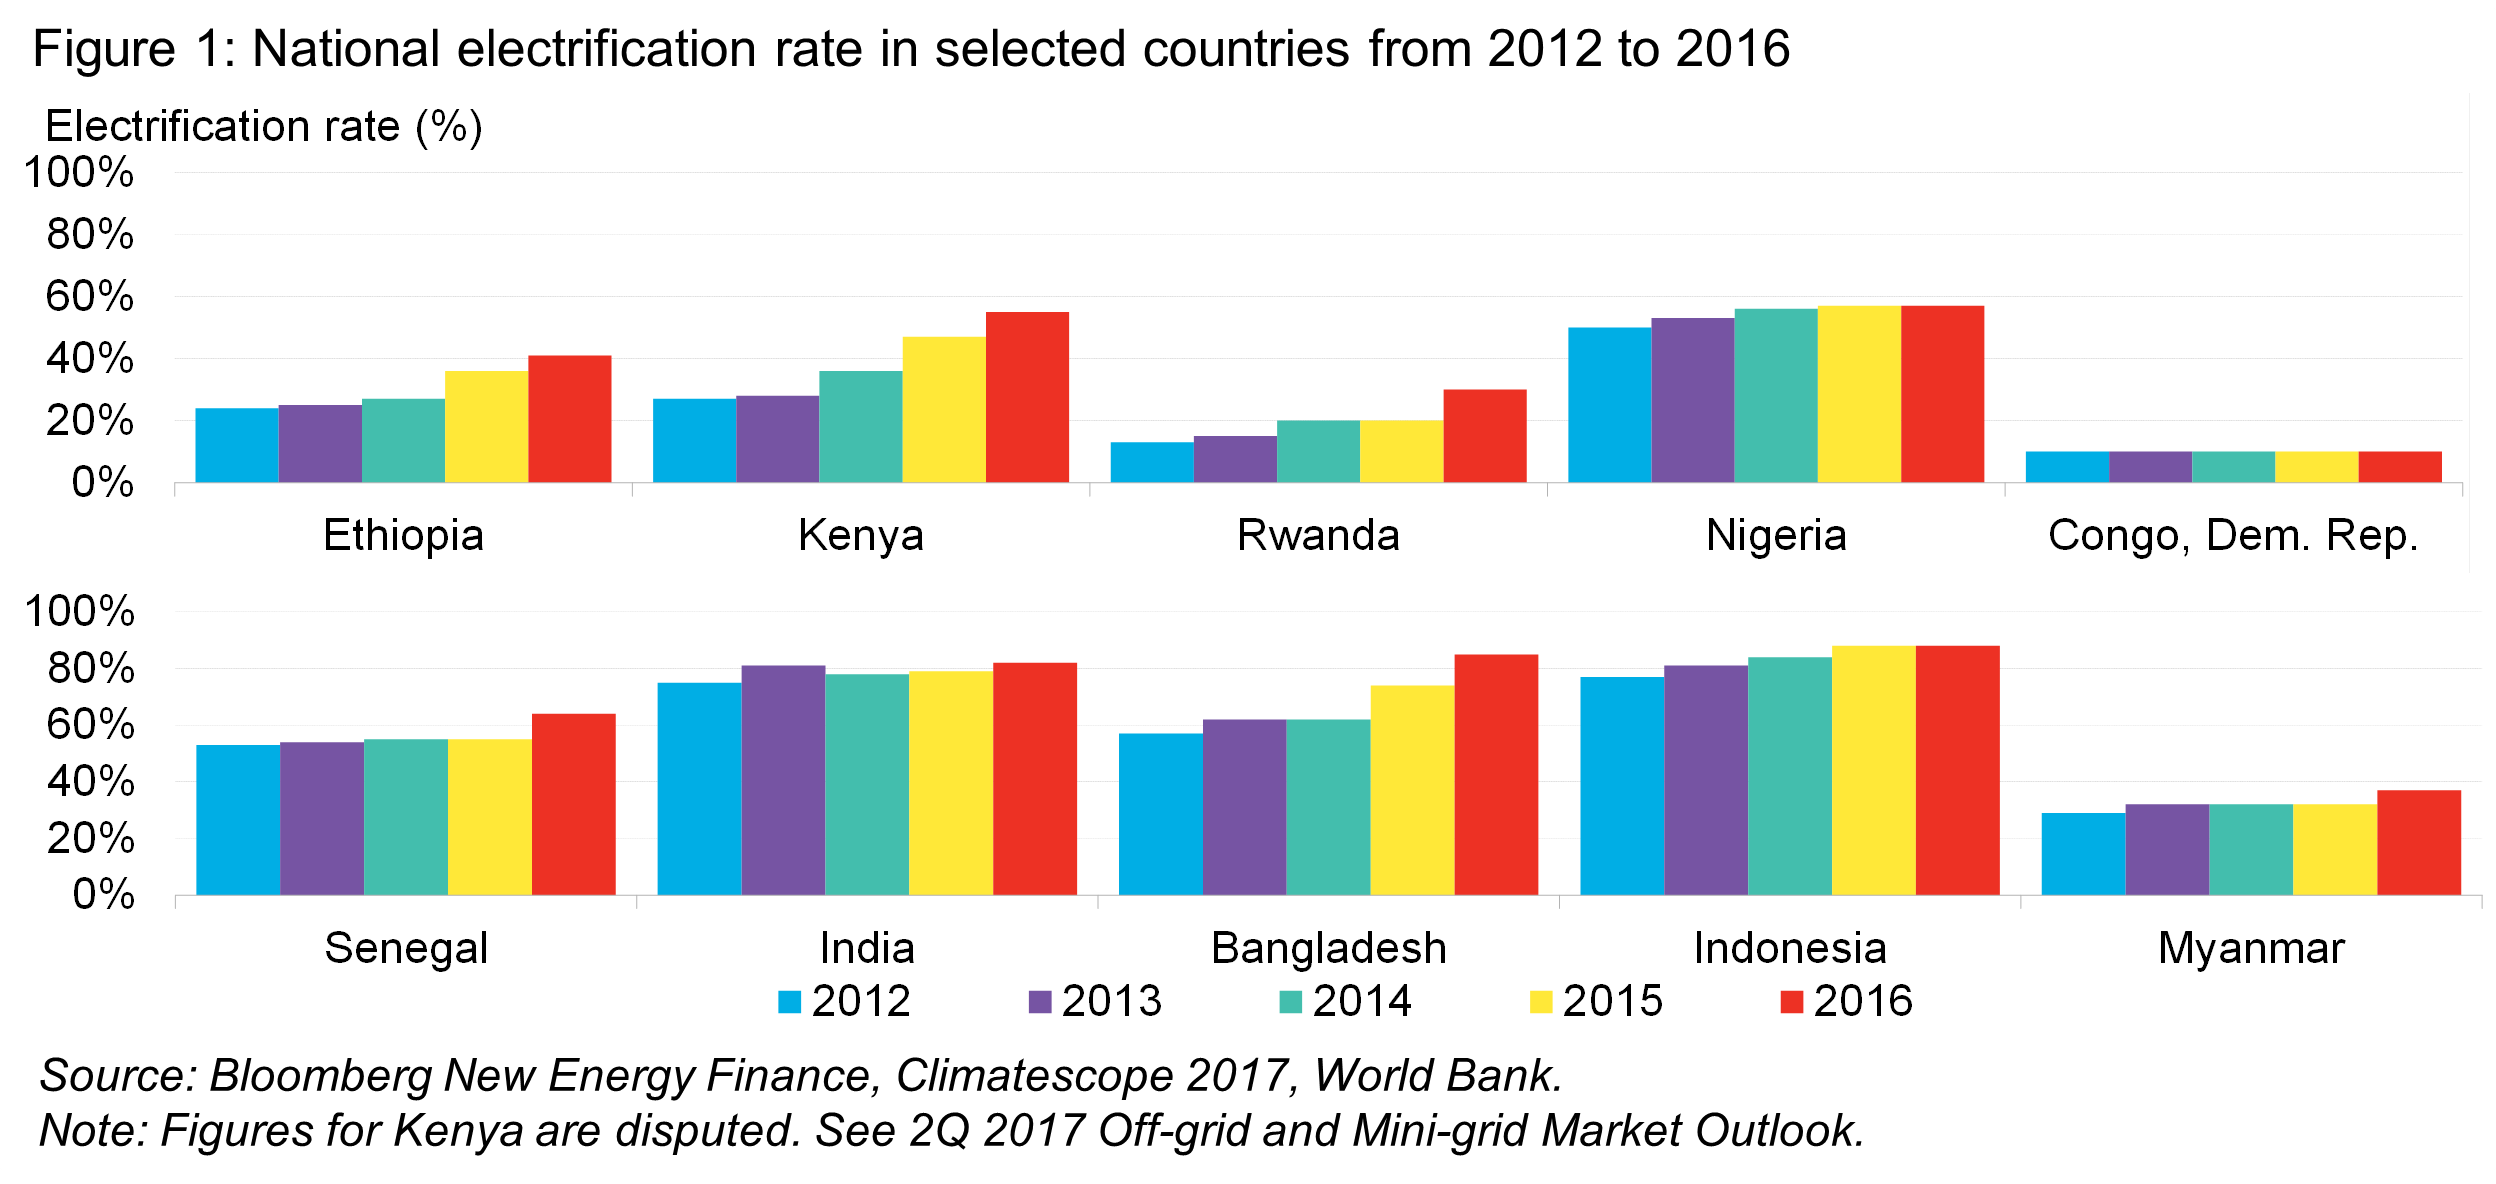 Figure 1: National electrification rate in selected countries from 2012 to 2016
Electrification rate (%)
100%
80%
60%
40%
20%
0%
Ethiopia Kenya Rwanda Nigeria Congo, Dem. Rep.
100%
80%
60%
40%
20%
0%
Senegal India Bangladesh Indonesia Myanmar
2012 2013 2014 2015 2016
Source: Bloomberg New Energy Finance, Climatescope 2017, World Bank.
Note: Figures for Kenya are disputed. See 2Q 2017 Off-grid and Mini-grid Market Outlook.